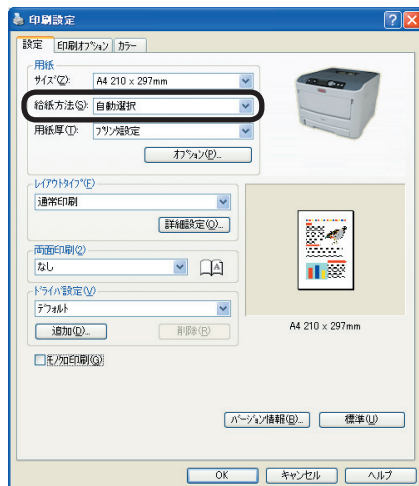 印刷設定
設定 印刷オプション カラー
用紙
サイズ(Z): A4 210 x 297mm
給紙方法(S): 自動選択
用紙厚(T): プリンタ設定
オプション(P)...
レイアウトタイプ(E)
通常印刷
詳細設定(O)...
両面印刷(2)
なし
A
ドライバ設定(V)
デフォルト
追加(D)... 削除(R)
A4 210 x 297mm
モノクロ印刷(G)
バージョン情報(B)... 標準(U)
OK キャンセル ヘルプ